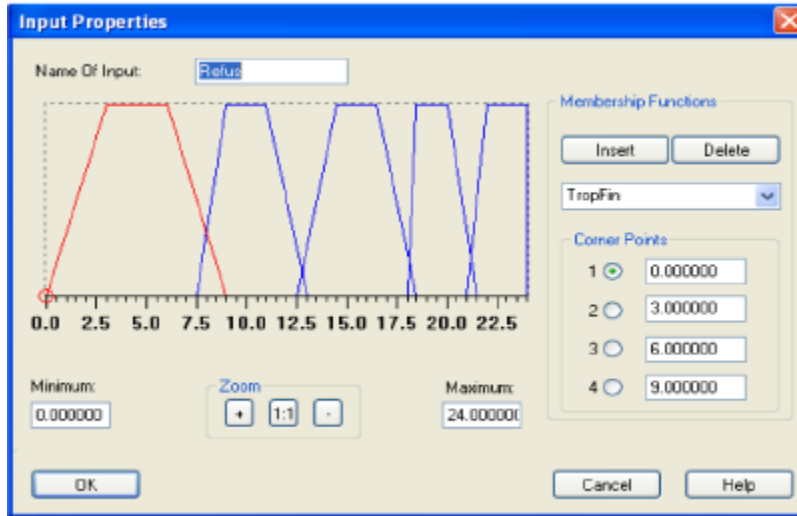 Input Properties
Name Of Input:
Refus
Membership Functions
Insert Delete
TropFin
Corner Points
1 0.000000
2 3.000000
3 6.000000
4 9.000000
0.0 2.5 5.0 7.5 10.0 12.5 15.0 17.5 20.0 22.5
Minimum: Zoom Maximum:
0.000000 + 1:1 - 24.000000
OK Cancel Help